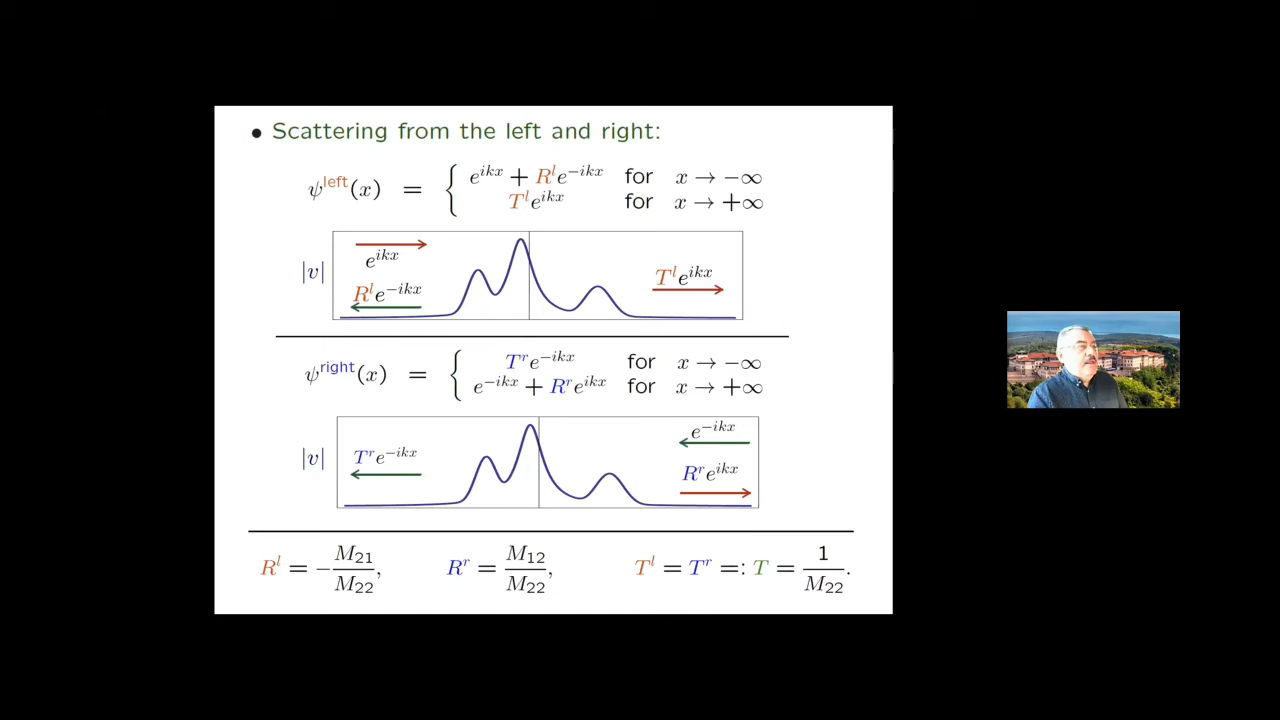 • Scattering from the left and right:
ψ^left(x) = { e^{ikx} + R^l e^{−ikx} for x → −∞
T^l e^{ikx} for x → +∞
|v|
e^{ikx}
R^l e^{−ikx}
T^l e^{ikx}
ψ^right(x) = { T^r e^{−ikx} for x → −∞
e^{−ikx} + R^r e^{ikx} for x → +∞
|v|
T^r e^{−ikx}
e^{−ikx}
R^r e^{ikx}
R^l = − M_21 / M_22, R^r = M_12 / M_22, T^l = T^r =: T = 1 / M_22.